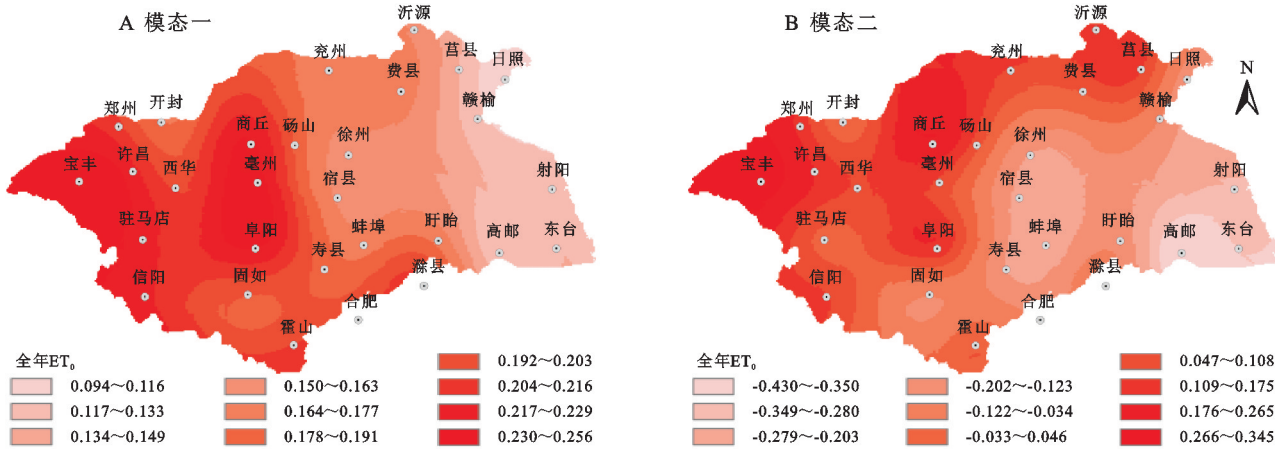 A 模态一
沂源
兖州
莒县
日照
费县
郑州
开封
赣榆
商丘
砀山
徐州
宝丰
许昌
西华
亳州
宿县
射阳
驻马店
阜阳
蚌埠
盱眙
高邮
东台
信阳
固如
寿县
滁县
合肥
霍山
全年ET₀
0.094～0.116
0.117～0.133
0.134～0.149
0.150～0.163
0.164～0.177
0.178～0.191
0.192～0.203
0.204～0.216
0.217～0.229
0.230～0.256
B 模态二
沂源
兖州
莒县
日照
费县
N
郑州
开封
赣榆
商丘
砀山
徐州
宝丰
许昌
西华
亳州
宿县
射阳
驻马店
阜阳
蚌埠
盱眙
高邮
东台
信阳
固如
寿县
滁县
合肥
霍山
全年ET₀
-0.430～-0.350
-0.349～-0.280
-0.279～-0.203
-0.202～-0.123
-0.122～-0.034
-0.033～0.046
0.047～0.108
0.109～0.175
0.176～0.265
0.266～0.345